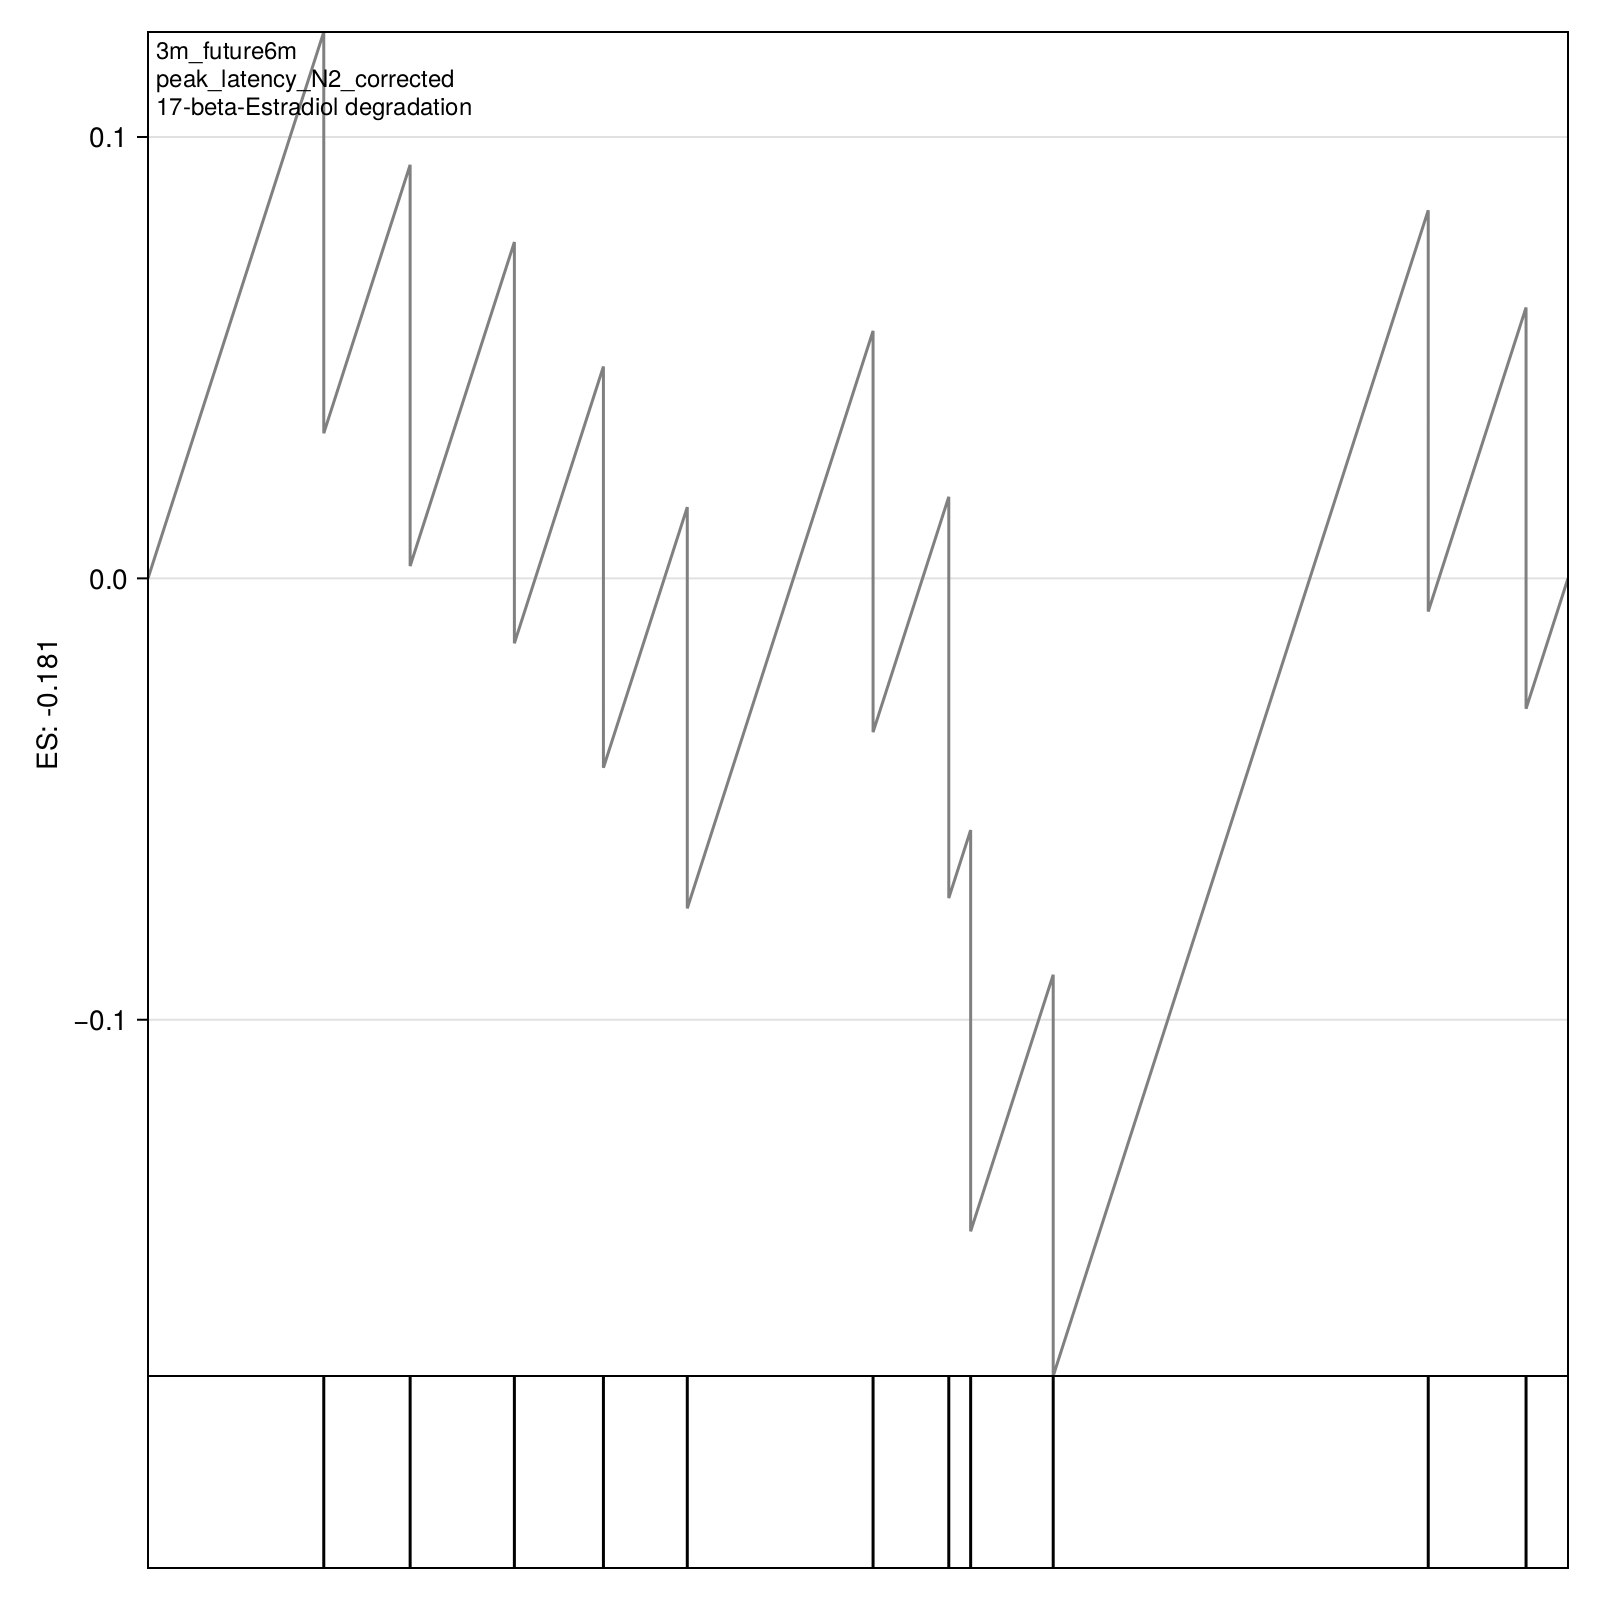 3m_future6m
peak_latency_N2_corrected
17-beta-Estradiol degradation
0.1
0.0
−0.1
ES: -0.181